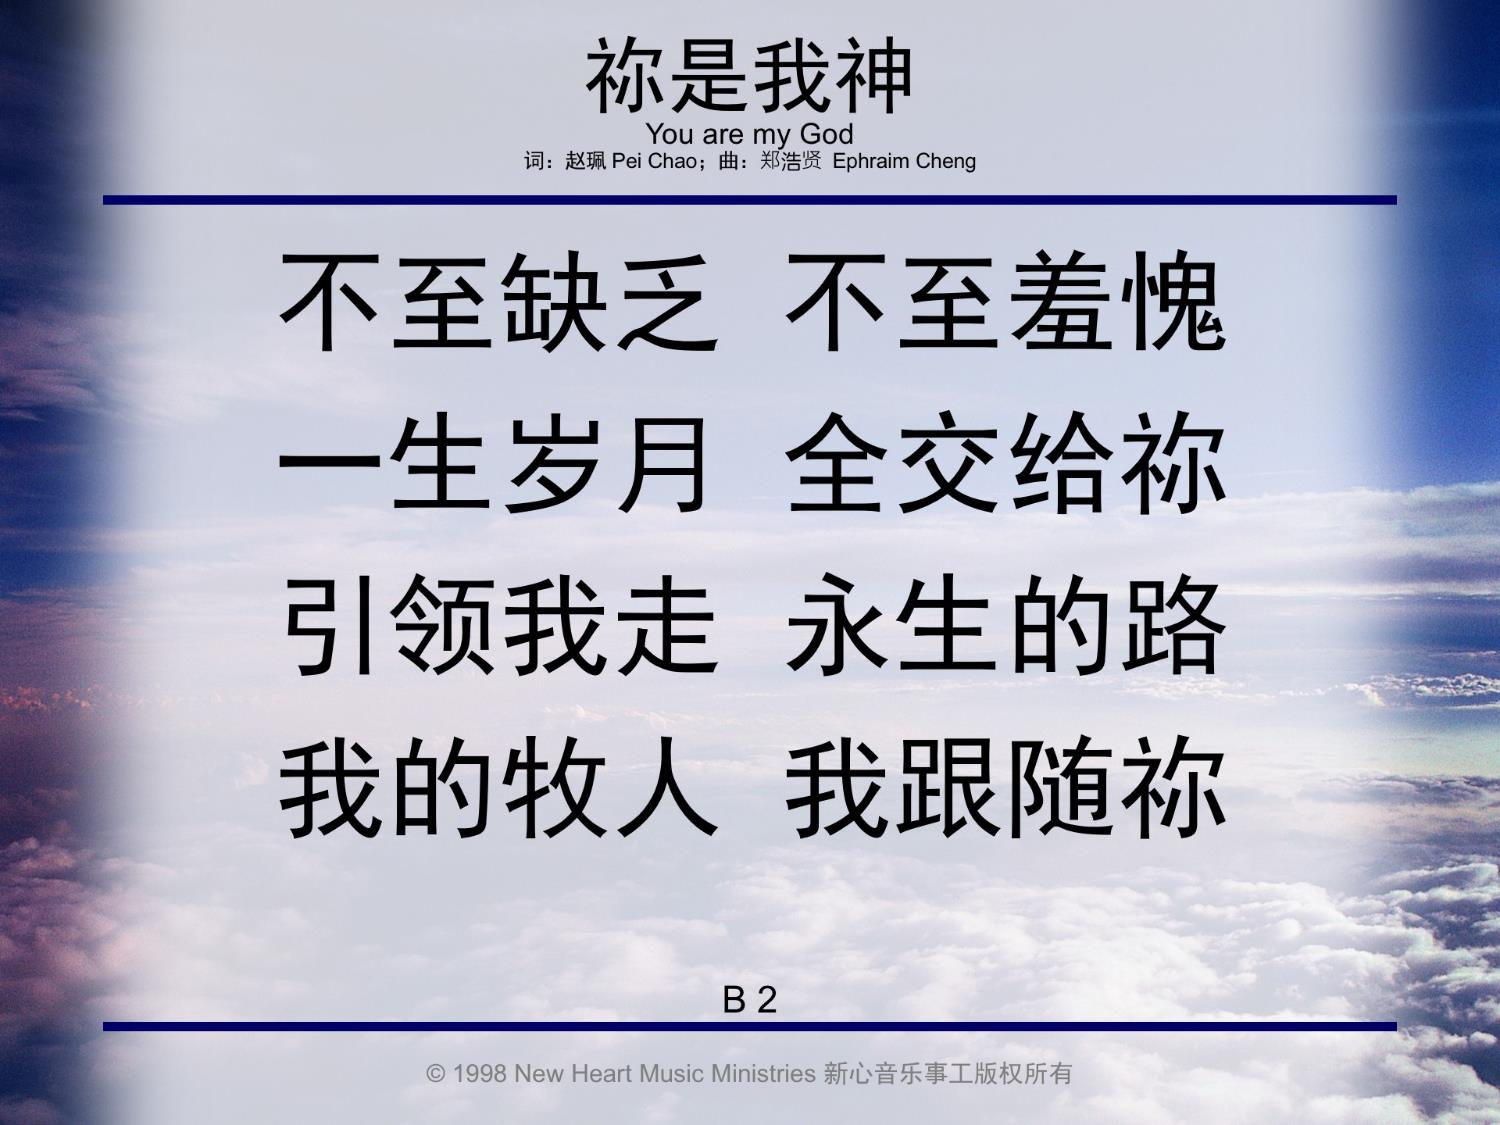 祢是我神
You are my God
词：赵珮 Pei Chao；曲：郑浩贤 Ephraim Cheng
不至缺乏 不至羞愧
一生岁月 全交给祢
引领我走 永生的路
我的牧人 我跟随祢
B 2
© 1998 New Heart Music Ministries 新心音乐事工版权所有